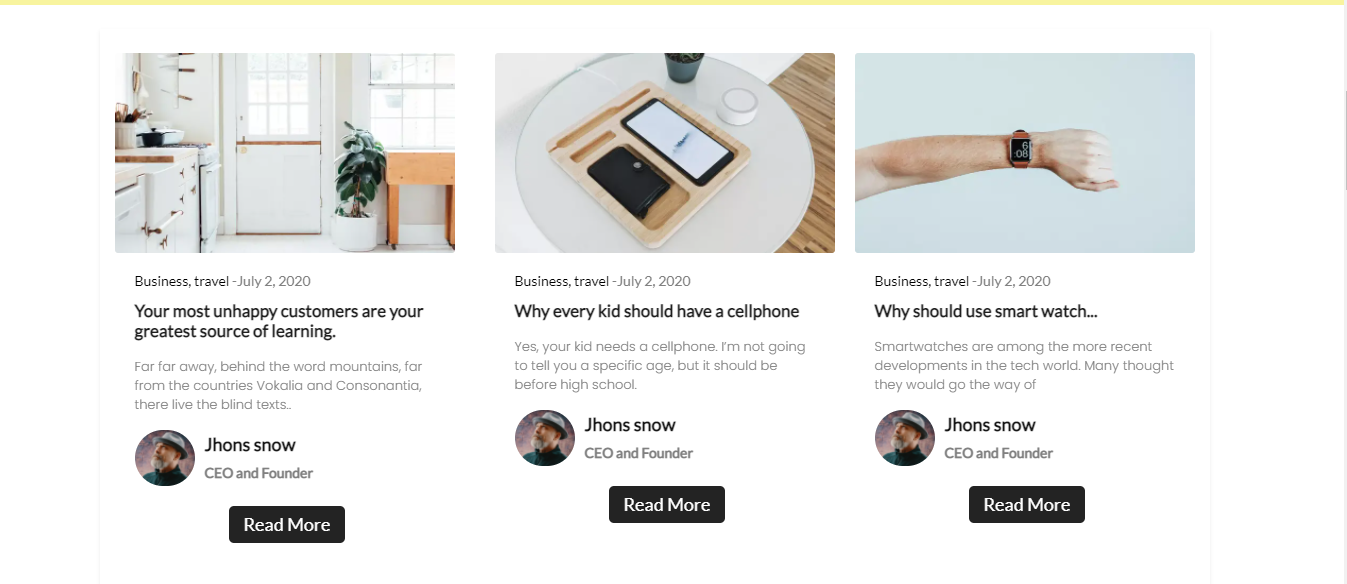 6
08
Business, travel -July 2, 2020
Your most unhappy customers are your
greatest source of learning.
Far far away, behind the word mountains, far
from the countries Vokalia and Consonantia,
there live the blind texts..
Jhons snow
CEO and Founder
Read More
Business, travel -July 2, 2020
Why every kid should have a cellphone
Yes, your kid needs a cellphone. I'm not going
to tell you a specific age, but it should be
before high school.
Jhons snow
CEO and Founder
Read More
Business, travel -July 2, 2020
Why should use smart watch...
Smartwatches are among the more recent
developments in the tech world. Many thought
they would go the way of
Jhons snow
CEO and Founder
Read More